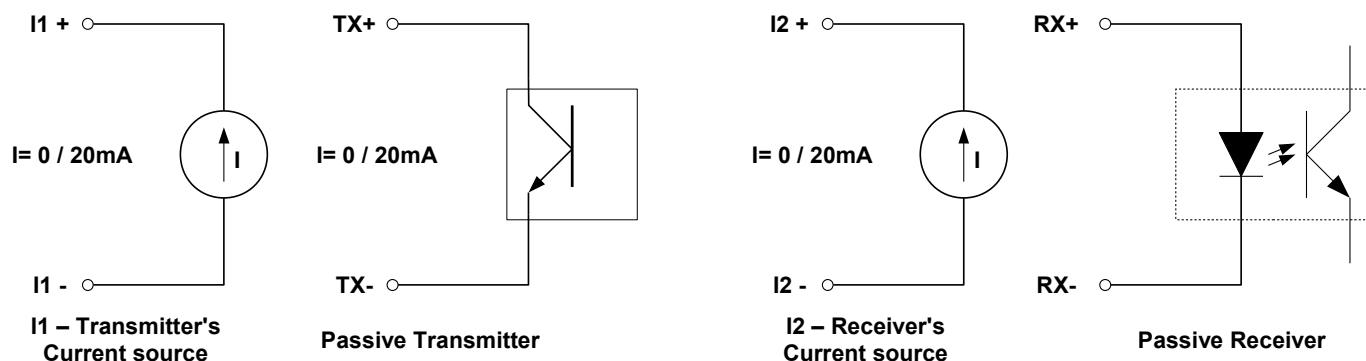 I1 +
TX+
I2 +
RX+
I= 0 / 20mA
I
I= 0 / 20mA
I= 0 / 20mA
I
I1 -
TX-
I2 -
RX-
I1 – Transmitter's
Current source
Passive Transmitter
I2 – Receiver's
Current source
Passive Receiver